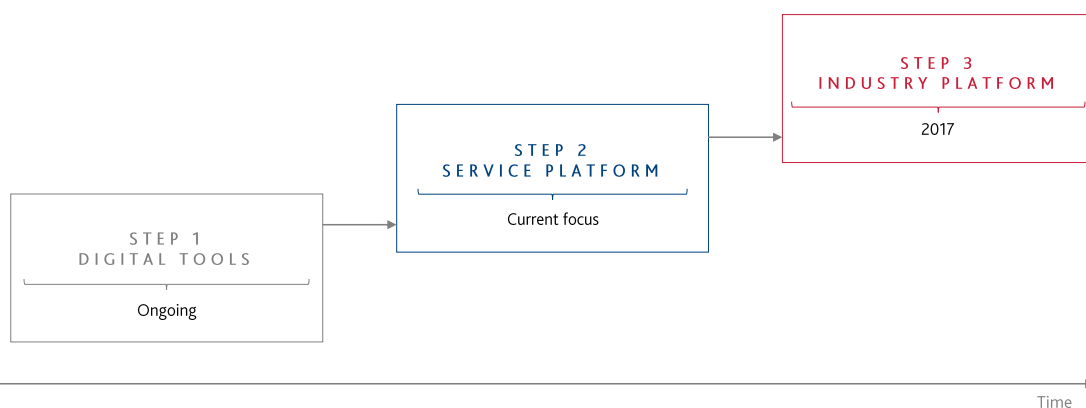 STEP 3
INDUSTRY PLATFORM
2017
STEP 2
SERVICE PLATFORM
Current focus
STEP 1
DIGITAL TOOLS
Ongoing
Time